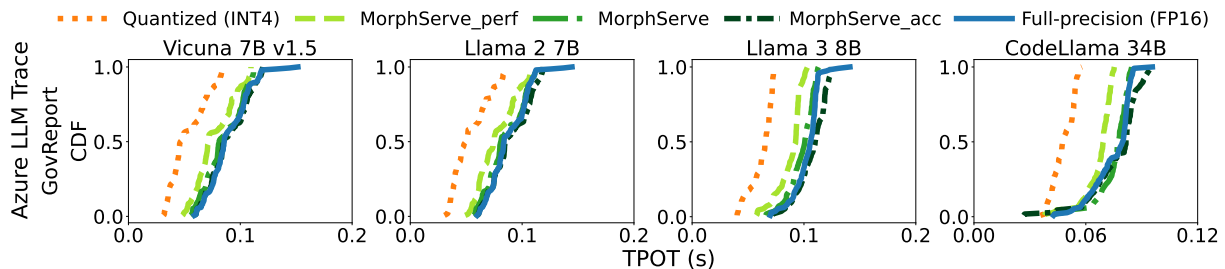 Quantized (INT4) MorphServe_perf MorphServe MorphServe_acc Full-precision (FP16)
Vicuna 7B v1.5 Llama 2 7B Llama 3 8B CodeLlama 34B
Azure LLM Trace
GovReport
CDF
1.0 1.0 1.0 1.0
0.5 0.5 0.5 0.5
0.0 0.0 0.0 0.0
0.0 0.1 0.2 0.0 0.1 0.2 0.0 0.1 0.2 0.00 0.06 0.12
TPOT (s)